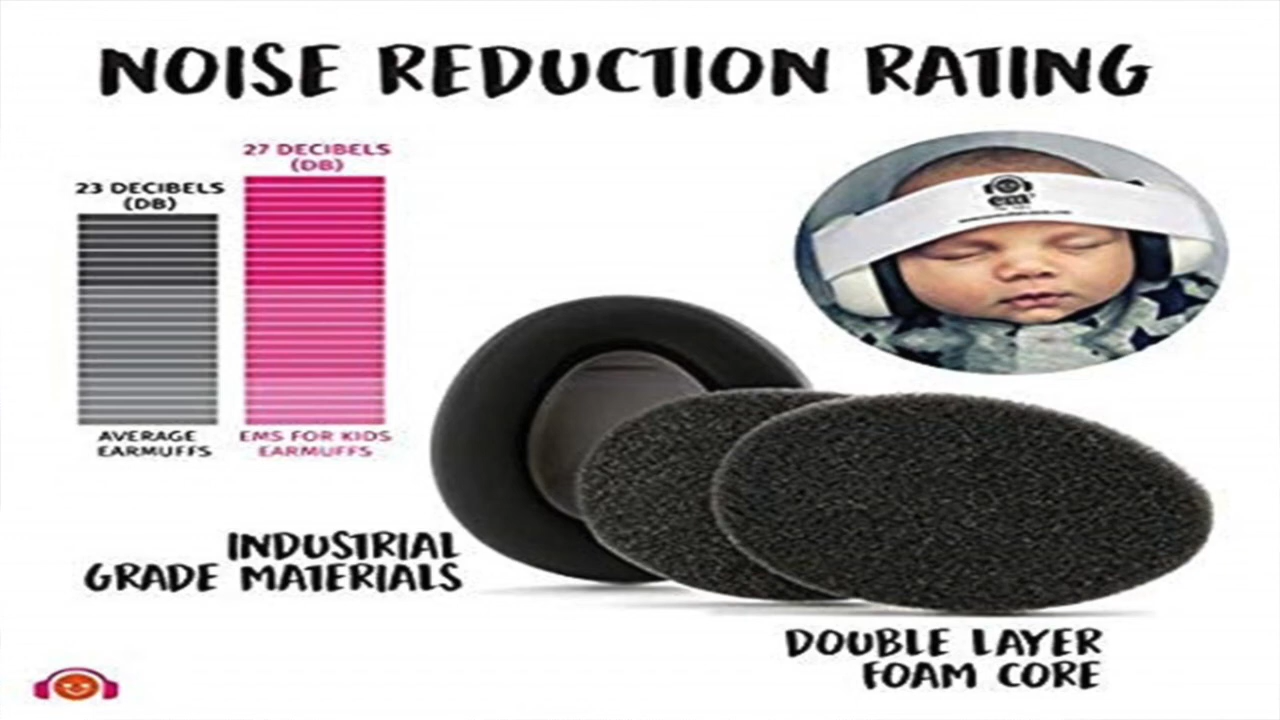 NOISE REDUCTION RATING
27 DECIBELS
(DB)
23 DECIBELS
(DB)
AVERAGE
EARMUFFS
EMS FOR KIDS
EARMUFFS
INDUSTRIAL
GRADE MATERIALS
DOUBLE LAYER
FOAM CORE